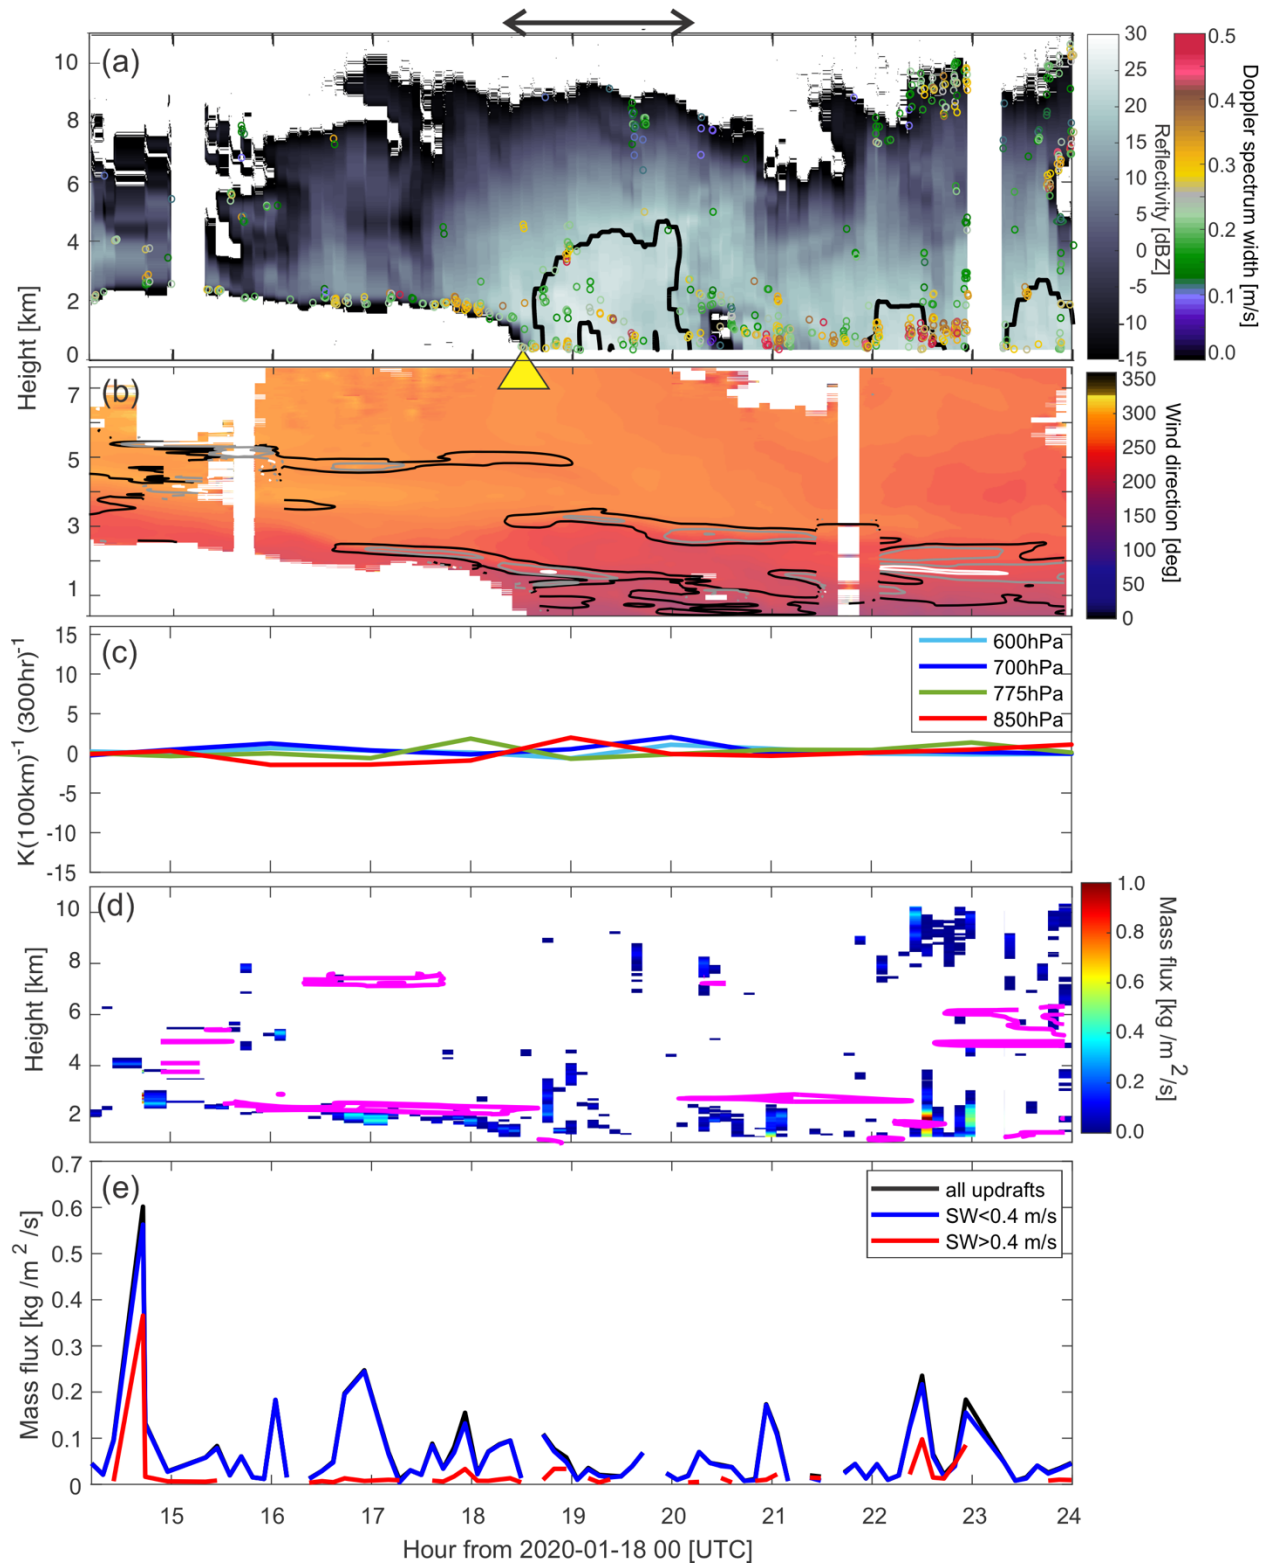 (a)
10
8
6
4
2
0
30
25
20
15
10
5
0
-5
-10
-15
Reflectivity [dBZ]
0.5
0.4
0.3
0.2
0.1
0.0
Doppler spectrum width [m/s]
Height [km]
(b)
7
5
3
1
350
300
250
200
150
100
50
0
Wind direction [deg]
(c)
15
10
5
0
-5
-10
-15
K(100km)⁻¹ (300hr)⁻¹
600hPa
700hPa
775hPa
850hPa
(d)
10
8
6
4
2
Height [km]
1.0
0.8
0.6
0.4
0.2
0.0
Mass flux [kg /m ²/s]
(e)
0.7
0.6
0.5
0.4
0.3
0.2
0.1
0
Mass flux [kg /m ² /s]
all updrafts
SW<0.4 m/s
SW>0.4 m/s
15 16 17 18 19 20 21 22 23 24
Hour from 2020-01-18 00 [UTC]